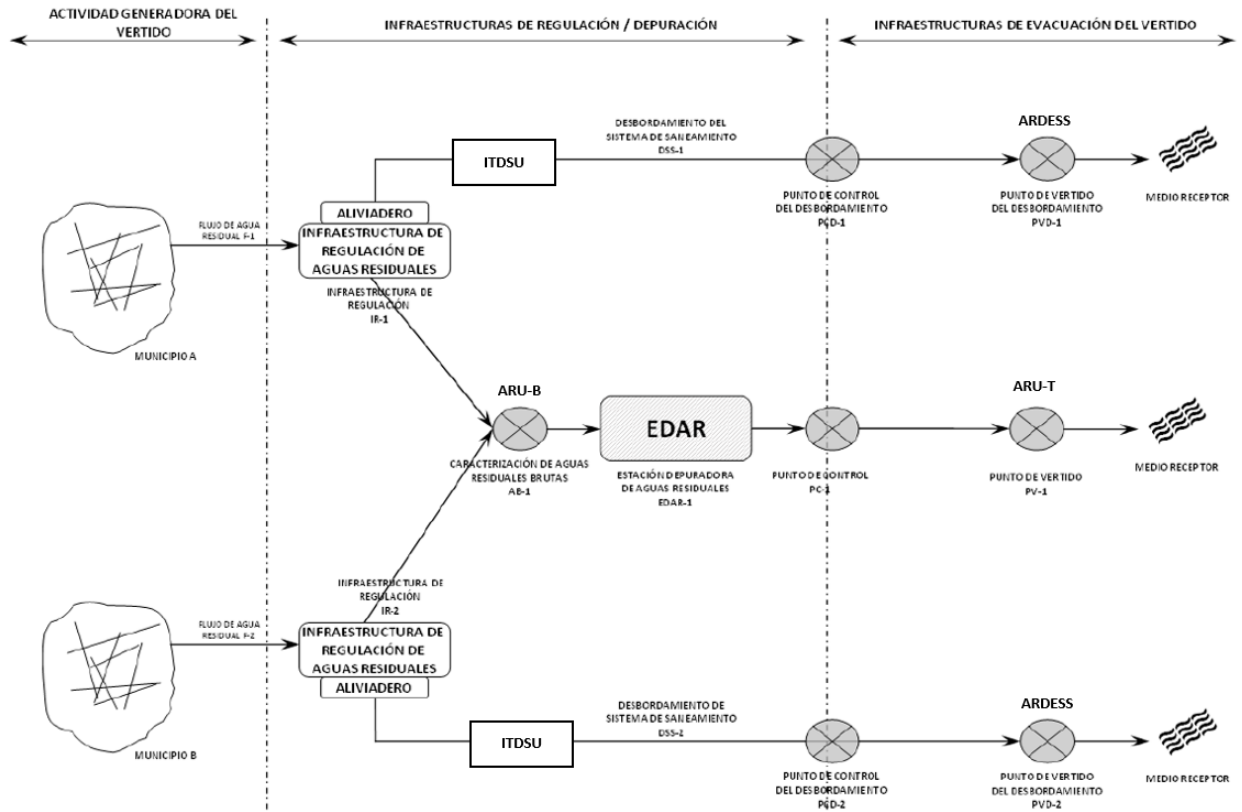 ACTIVIDAD GENERADORA DEL
VERTIDO
INFRAESTRUCTURAS DE REGULACIÓN / DEPURACIÓN
INFRAESTRUCTURAS DE EVACUACIÓN DEL VERTIDO
DESBORDAMIENTO DEL
SISTEMA DE SANEAMIENTO
DSS-1
ARDESS
ITDSU
ALIVIADERO
PUNTO DE CONTROL
DEL DESBORDAMIENTO
PCD-1
PUNTO DE VERTIDO
DEL DESBORDAMIENTO
PVD-1
MEDIO RECEPTOR
FLUJO DE AGUA
RESIDUAL F-1
INFRAESTRUCTURA DE
REGULACIÓN DE
AGUAS RESIDUALES
INFRAESTRUCTURA DE
REGULACIÓN
IR-1
MUNICIPIO A
ARU-B
ARU-T
EDAR
CARACTERIZACIÓN DE AGUAS
RESIDUALES BRUTAS
AB-1
ESTACIÓN DEPURADORA
DE AGUAS RESIDUALES
EDAR-1
PUNTO DE CONTROL
PC-1
PUNTO DE VERTIDO
PV-1
MEDIO RECEPTOR
INFRAESTRUCTURA DE
REGULACIÓN
IR-2
FLUJO DE AGUA
RESIDUAL F-2
INFRAESTRUCTURA DE
REGULACIÓN DE
AGUAS RESIDUALES
ALIVIADERO
MUNICIPIO B
DESBORDAMIENTO DE
SISTEMA DE SANEAMIENTO
DSS-2
ARDESS
ITDSU
PUNTO DE CONTROL
DEL DESBORDAMIENTO
PCD-2
PUNTO DE VERTIDO
DEL DESBORDAMIENTO
PVD-2
MEDIO RECEPTOR